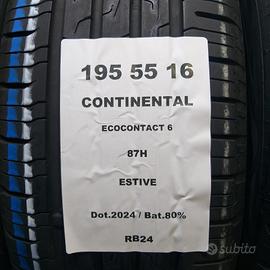 195 55 16
CONTINENTAL
ECOCONTACT 6
87H
ESTIVE
Dot.2024 / Bat.80%
RB24
subito